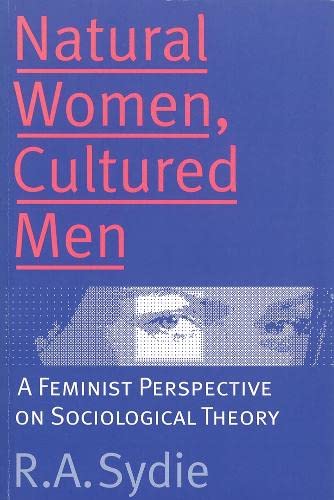 Natural
Women,
Cultured
Men
A Feminist Perspective
on Sociological Theory
R.A. Sydie